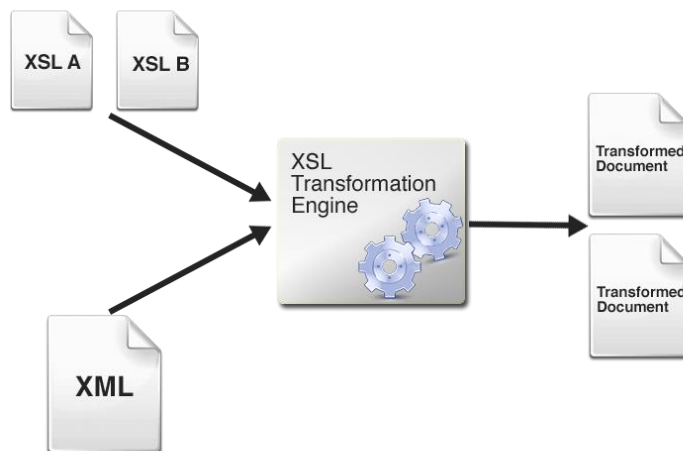 XSL A
XSL B
XSL
Transformation
Engine
Transformed
Document
Transformed
Document
XML